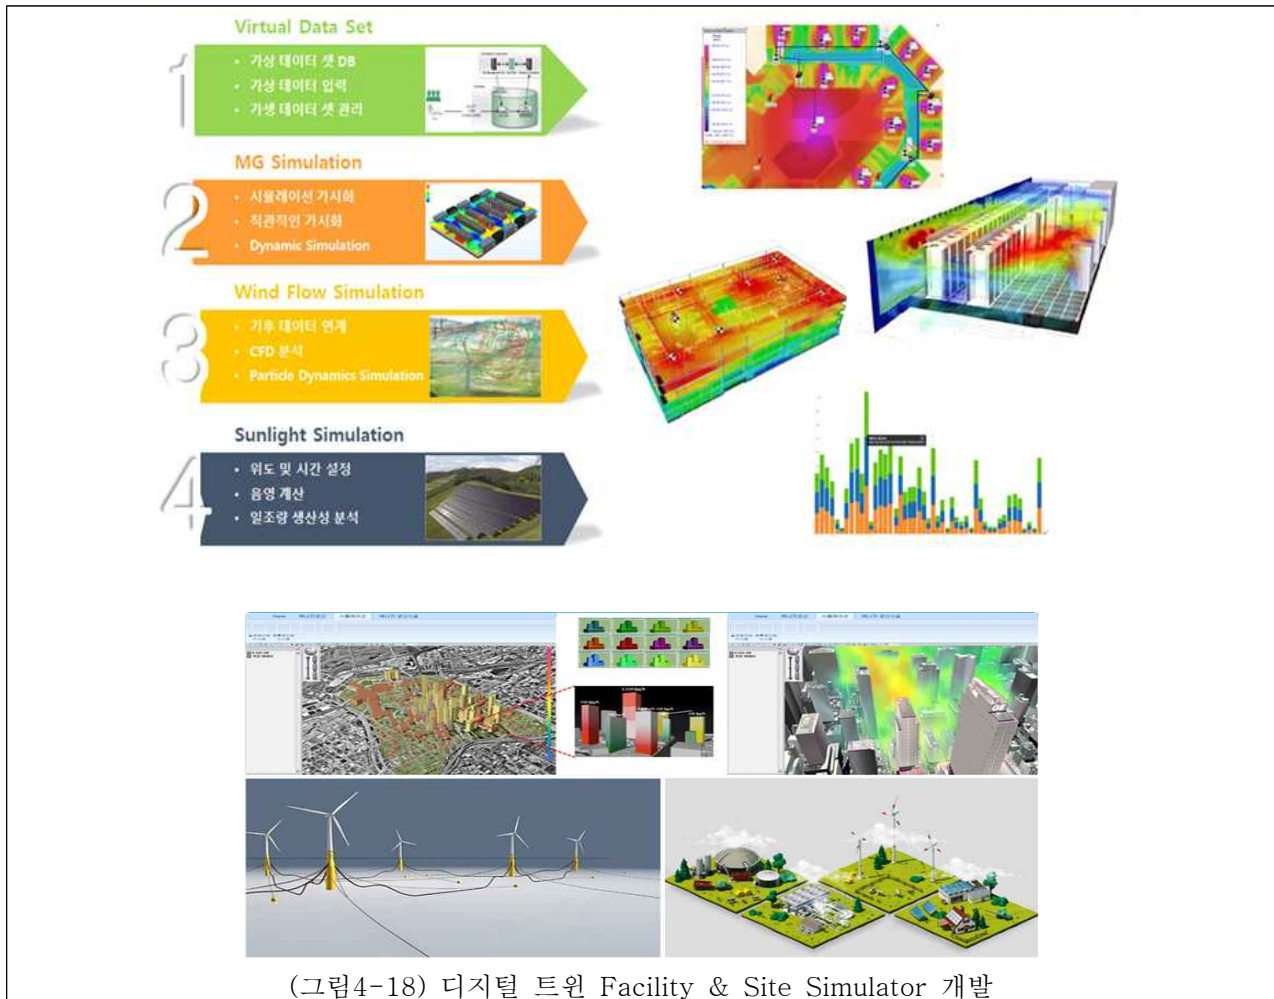 Virtual Data Set
1
• 가상 데이터 셋 DB
• 가상 데이터 입력
• 가생 데이터 셋 관리
MG Simulation
2
• 시뮬레이션 가시화
• 직관적인 가시화
• Dynamic Simulation
Wind Flow Simulation
3
• 기후 데이터 연계
• CFD 분석
• Particle Dynamics Simulation
Sunlight Simulation
4
• 위도 및 시간 설정
• 음영 계산
• 일조량 생산성 분석
(그림4-18) 디지털 트윈 Facility & Site Simulator 개발